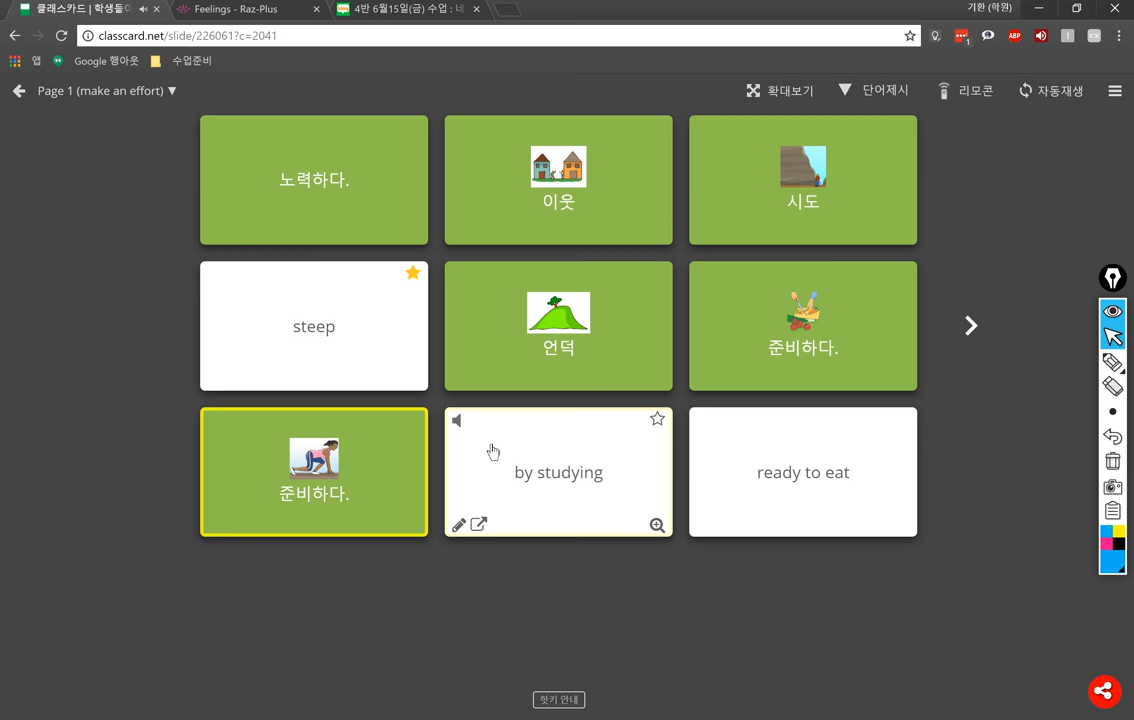 클래스카드 | 학생들이
Feelings - Raz-Plus
4반 6월15일(금) 수업 : 네
기환 (학원)
classcard.net/slide/226061?c=2041
1
ABP
앱
Google 행아웃
수업준비
Page 1 (make an effort) ▼
확대보기
▼ 단어제시
리모콘
자동재생
노력하다.
이웃
시도
steep
언덕
준비하다.
준비하다.
by studying
ready to eat
핫키 안내